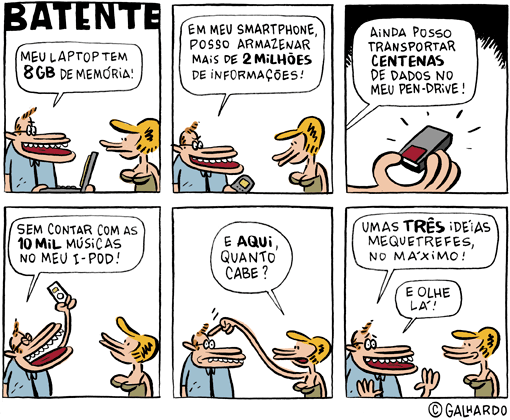 BATENTE
MEU LAPTOP TEM
8GB DE MEMÓRIA!
EM MEU SMARTPHONE,
POSSO ARMAZENAR
MAIS DE 2 MILHÕES
DE INFORMAÇÕES!
AINDA POSSO
TRANSPORTAR
CENTENAS
DE DADOS NO
MEU PEN-DRIVE!
SEM CONTAR COM AS
10 MIL MÚSICAS
NO MEU I-POD!
E AQUI,
QUANTO
CABE?
UMAS TRÊS IDÉIAS
MEQUETREFES,
NO MÁXIMO!
E OLHE
LÁ!
© GALHARDO